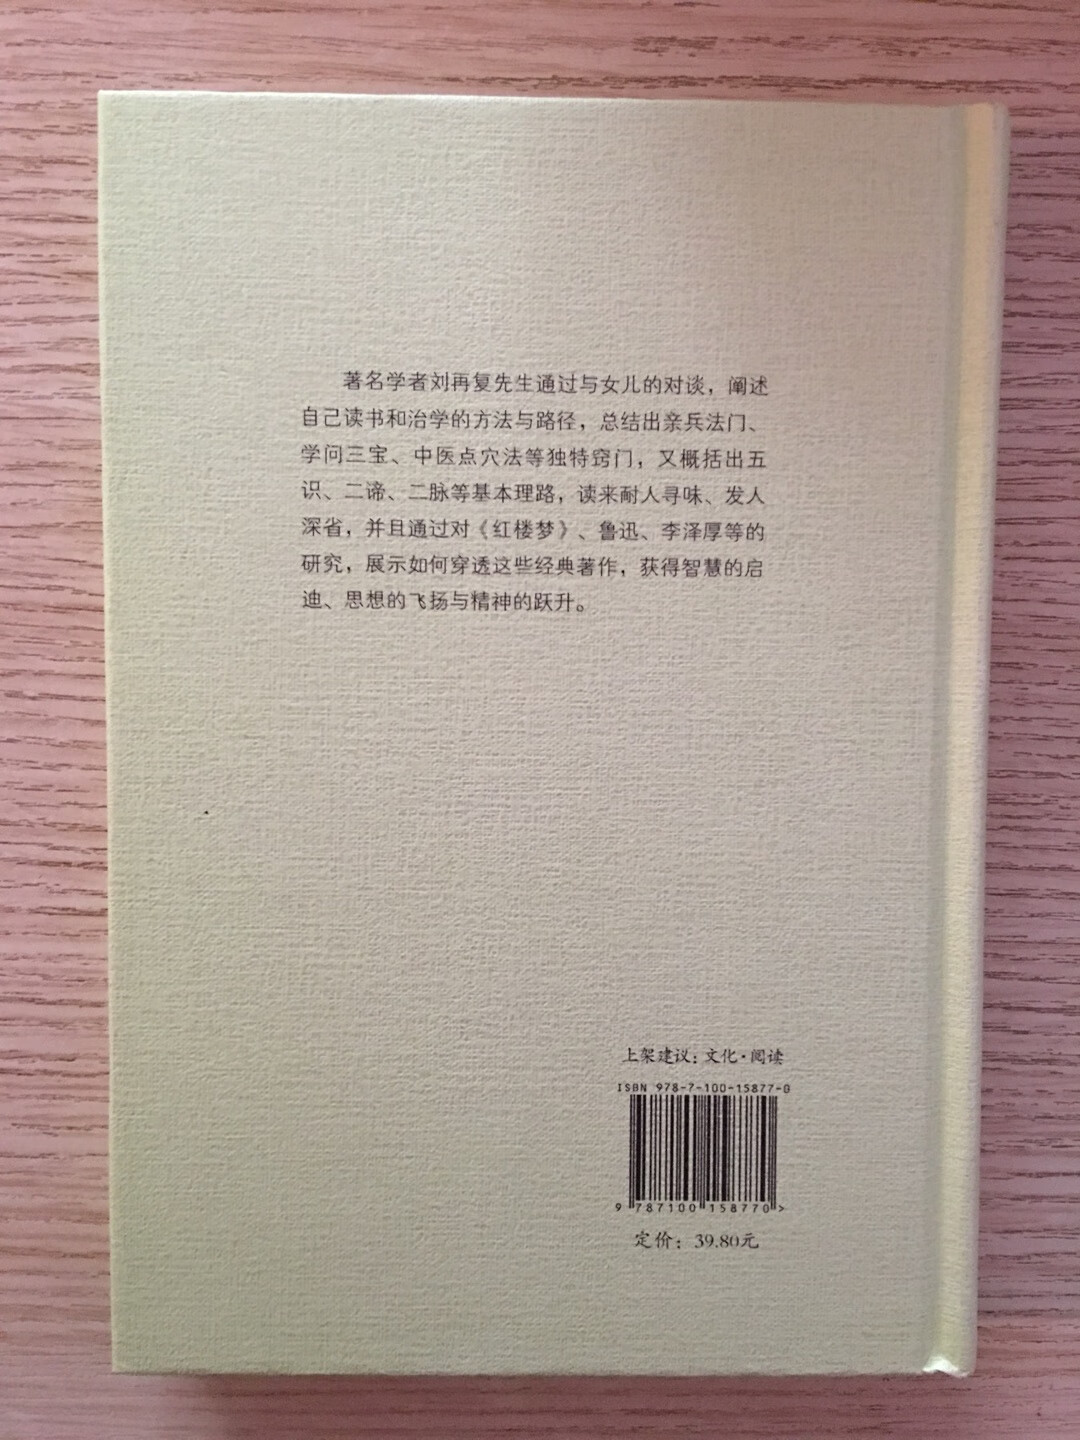 著名学者刘再复先生通过与女儿的对谈，阐述
自己读书和治学的方法与路径，总结出亲兵法门、
学问三宝、中医点穴法等独特窍门，又概括出五
识、二谛、二脉等基本理路，读来耐人寻味、发人
深省，并且通过对《红楼梦》、鲁迅、李泽厚等的
研究，展示如何穿透这些经典著作，获得智慧的启
迪、思想的飞扬与精神的跃升。
上架建议：文化·阅读
ISBN 978-7-100-15877-0
9 787100 158770 >
定价：39.80元